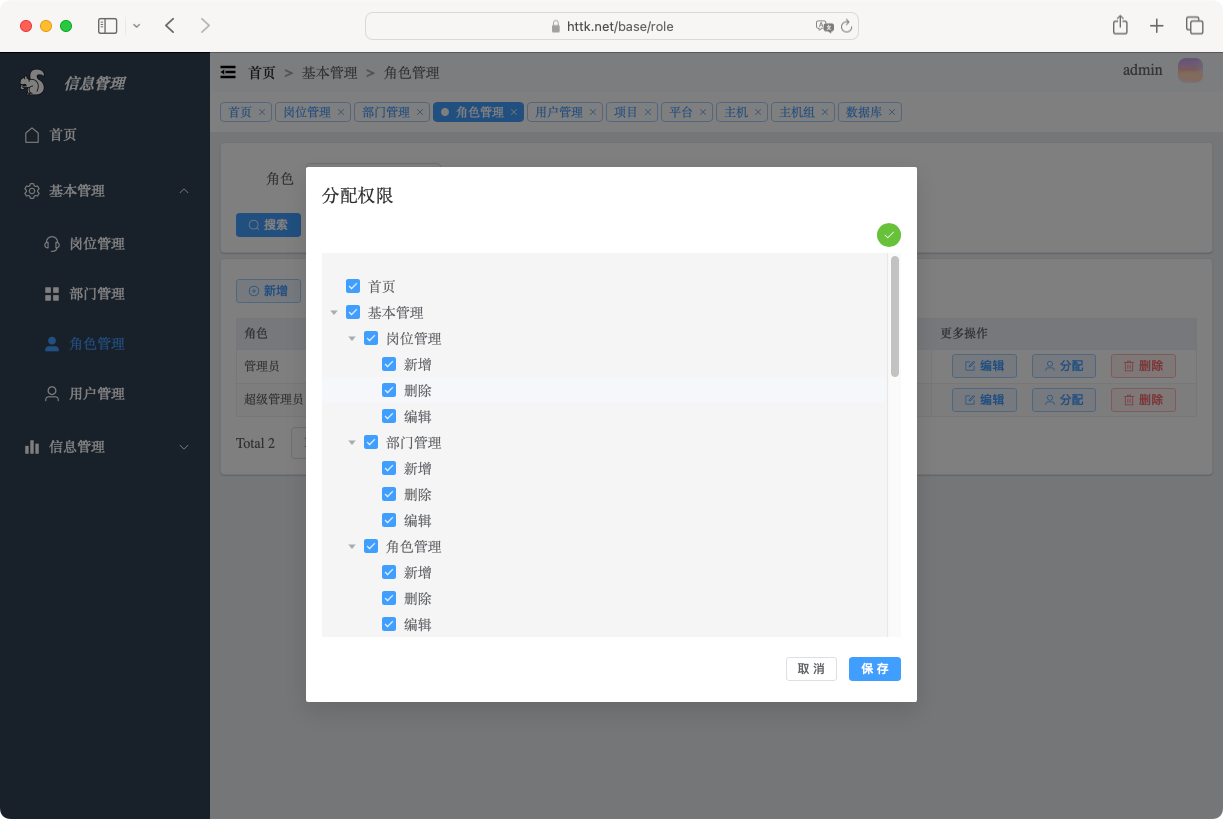 httk.net/base/role
信息管理
首页 > 基本管理 > 角色管理
admin
首页 岗位管理 部门管理 角色管理 用户管理 项目 平台 主机 主机组 数据库
首页
基本管理
岗位管理
部门管理
角色管理
用户管理
信息管理
角色
搜索
新增
角色 更多操作
管理员 编辑 分配 删除
超级管理员 编辑 分配 删除
Total 2
分配权限
首页
基本管理
岗位管理
新增
删除
编辑
部门管理
新增
删除
编辑
角色管理
新增
删除
编辑
取 消 保 存